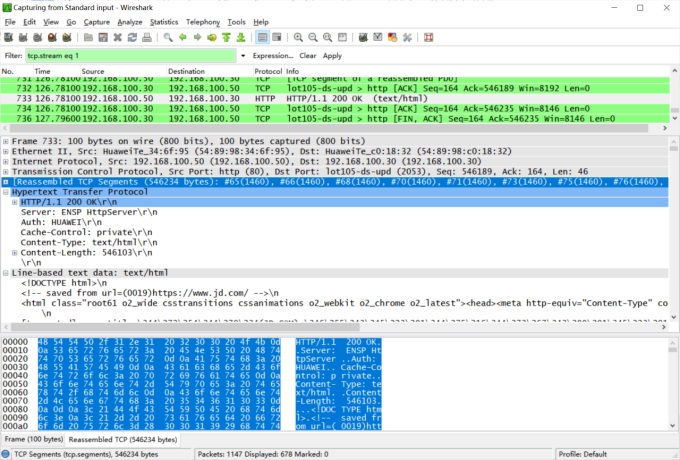 Capturing from Standard input - Wireshark
File Edit View Go Capture Analyze Statistics Telephony Tools Help
Filter: tcp.stream eq 1 Expression... Clear Apply
No. Time Source Destination Protocol Info
731 126.78100 192.168.100.50 192.168.100.30 TCP [TCP segment of a reassembled PDU]
732 126.78100 192.168.100.30 192.168.100.50 TCP lot105-ds-upd > http [ACK] Seq=164 Ack=546189 Win=8192 Len=0
733 126.78100 192.168.100.50 192.168.100.30 HTTP HTTP/1.1 200 OK (text/html)
734 126.78100 192.168.100.30 192.168.100.50 TCP lot105-ds-upd > http [ACK] Seq=164 Ack=546235 Win=8146 Len=0
736 127.79600 192.168.100.30 192.168.100.50 TCP lot105-ds-upd > http [FIN, ACK] Seq=164 Ack=546235 Win=8146 Len=0
Frame 733: 100 bytes on wire (800 bits), 100 bytes captured (800 bits)
Ethernet II, Src: HuaweiTe_34:6f:95 (54:89:98:34:6f:95), Dst: HuaweiTe_c0:18:32 (54:89:98:c0:18:32)
Internet Protocol, Src: 192.168.100.50 (192.168.100.50), Dst: 192.168.100.30 (192.168.100.30)
Transmission Control Protocol, Src Port: http (80), Dst Port: lot105-ds-upd (2053), Seq: 546189, Ack: 164, Len: 46
[Reassembled TCP Segments (546234 bytes): #65(1460), #66(1460), #68(1460), #70(1460), #71(1460), #73(1460), #75(1460), #76(1460),
Hypertext Transfer Protocol
HTTP/1.1 200 OK\r\n
Server: ENSP HttpServer\r\n
Auth: HUAWEI\r\n
Cache-Control: private\r\n
Content-Type: text/html\r\n
Content-Length: 546103\r\n
\r\n
Line-based text data: text/html
<!DOCTYPE html>\n
<!-- saved from url=(0019)https://www.jd.com/ -->\n
<html class="root61 o2_wide csstransitions cssanimations o2_webkit o2_chrome o2_latest"><head><meta http-equiv="Content-Type" co
\n
00000 48 54 54 50 2f 31 2e 31 20 32 30 30 20 4f 4b 0d HTTP/1.1 200 OK.
00010 0a 53 65 72 76 65 72 3a 20 45 4e 53 50 20 48 74 .Server: ENSP Ht
00020 74 70 53 65 72 76 65 72 0d 0a 41 75 74 68 3a 20 tpServer ..Auth:
00030 48 55 41 57 45 49 0d 0a 43 61 63 68 65 2d 43 6f HUAWEI.. Cache-Co
00040 6e 74 72 6f 6c 3a 20 70 72 69 76 61 74 65 0d 0a ntrol: p rivate..
00050 43 6f 6e 74 65 6e 74 2d 54 79 70 65 3a 20 74 65 Content- Type: te
00060 78 74 2f 68 74 6d 6c 0d 0a 43 6f 6e 74 65 6e 74 xt/html. .Content
00070 2d 4c 65 6e 67 74 68 3a 20 35 34 36 31 30 33 0d -Length: 546103.
00080 0a 0d 0a 3c 21 44 4f 43 54 59 50 45 20 68 74 6d ...<!DOC TYPE htm
00090 6c 3e 0a 3c 21 2d 2d 20 73 61 76 65 64 20 66 72 l>.<!-- saved fr
000a0 6f 6d 20 75 72 6c 3d 28 30 30 31 39 29 68 74 74 om url=( 0019)htt
Frame (100 bytes) Reassembled TCP (546234 bytes)
TCP Segments (tcp.segments), 546234 bytes Packets: 1147 Displayed: 678 Marked: 0 Profile: Default